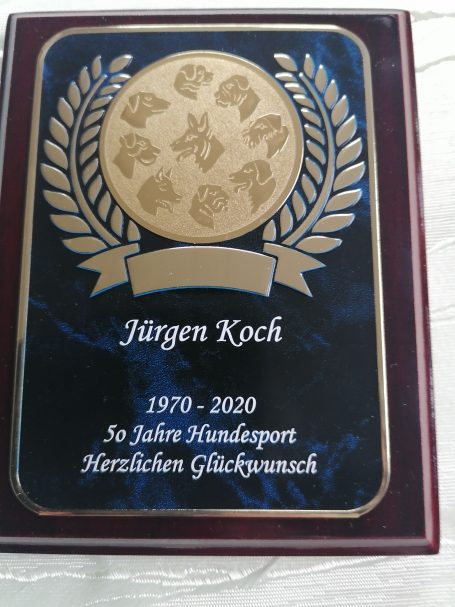 Jürgen Koch
1970 - 2020
50 Jahre Hundesport
Herzlichen Glückwunsch